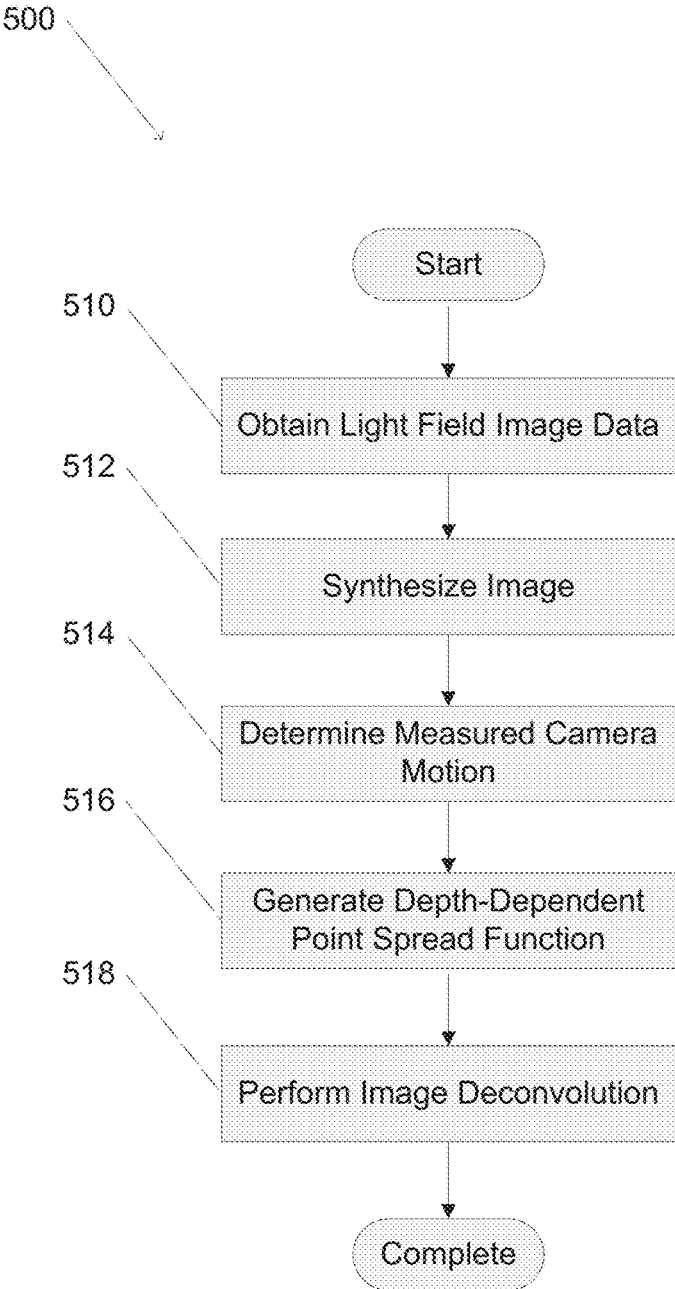 500
Start
510
Obtain Light Field Image Data
512
Synthesize Image
514
Determine Measured Camera
Motion
516
Generate Depth-Dependent
Point Spread Function
518
Perform Image Deconvolution
Complete